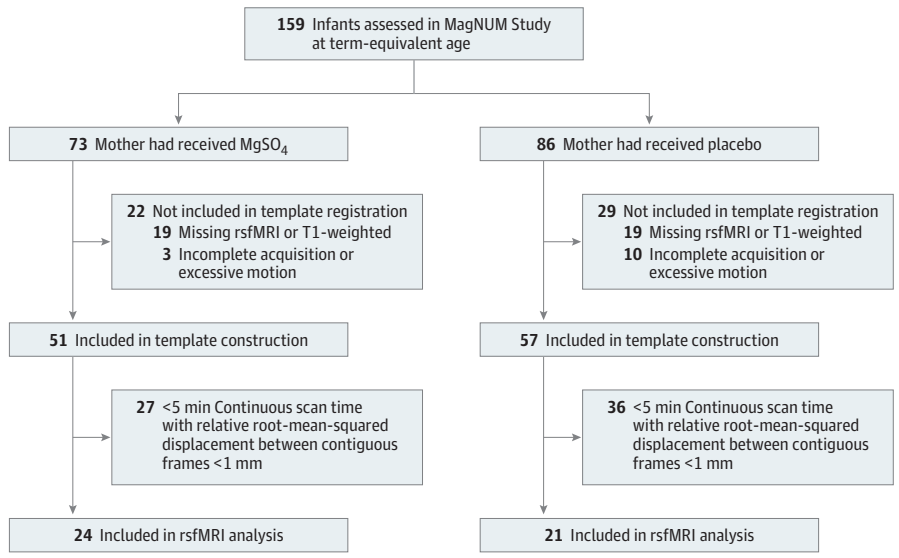 159 Infants assessed in MagNUM Study
at term-equivalent age
73 Mother had received MgSO4
86 Mother had received placebo
22 Not included in template registration
19 Missing rsfMRI or T1-weighted
3 Incomplete acquisition or
excessive motion
29 Not included in template registration
19 Missing rsfMRI or T1-weighted
10 Incomplete acquisition or
excessive motion
51 Included in template construction
57 Included in template construction
27 <5 min Continuous scan time
with relative root-mean-squared
displacement between contiguous
frames <1 mm
36 <5 min Continuous scan time
with relative root-mean-squared
displacement between contiguous
frames <1 mm
24 Included in rsfMRI analysis
21 Included in rsfMRI analysis